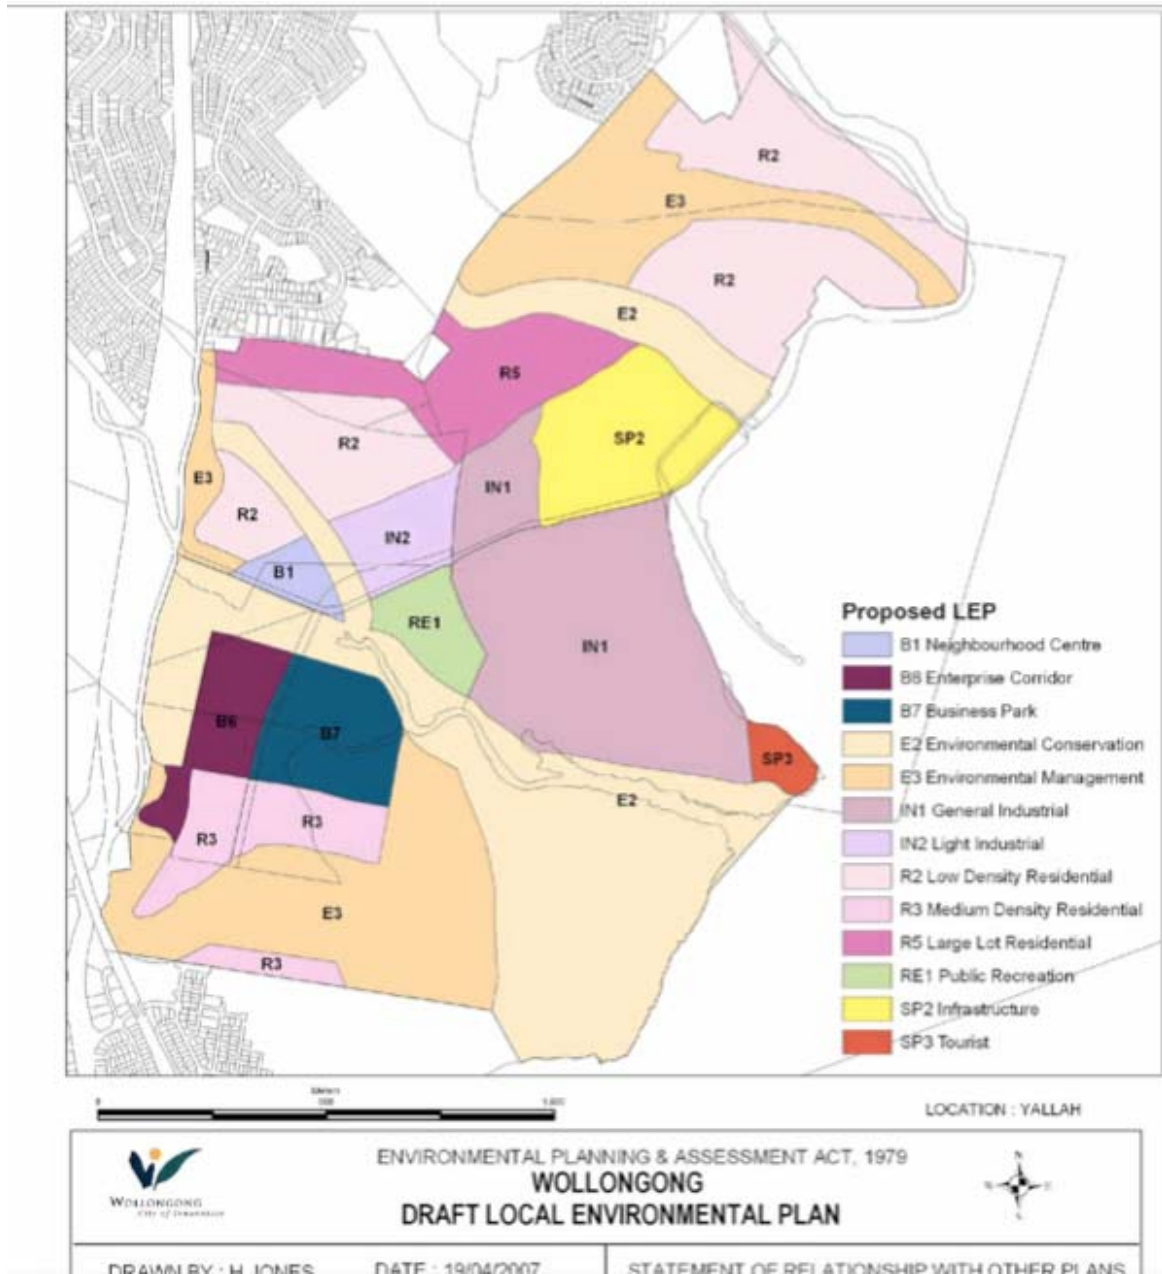 R2
E3
R2
E2
R5
R2
SP2
E3
IN1
R2
IN2
B1
RE1
IN1
B6
B7
SP3
E2
R3
R3
E3
R3
Proposed LEP
B1 Neighbourhood Centre
B6 Enterprise Corridor
B7 Business Park
E2 Environmental Conservation
E3 Environmental Management
IN1 General Industrial
IN2 Light Industrial
R2 Low Density Residential
R3 Medium Density Residential
R5 Large Lot Residential
RE1 Public Recreation
SP2 Infrastructure
SP3 Tourist
LOCATION : YALLAH
WOLLONGONG
City of Innovation
ENVIRONMENTAL PLANNING & ASSESSMENT ACT, 1979
WOLLONGONG
DRAFT LOCAL ENVIRONMENTAL PLAN
DRAWN BY : H JONES
DATE : 19/04/2007
STATEMENT OF RELATIONSHIP WITH OTHER PLANS